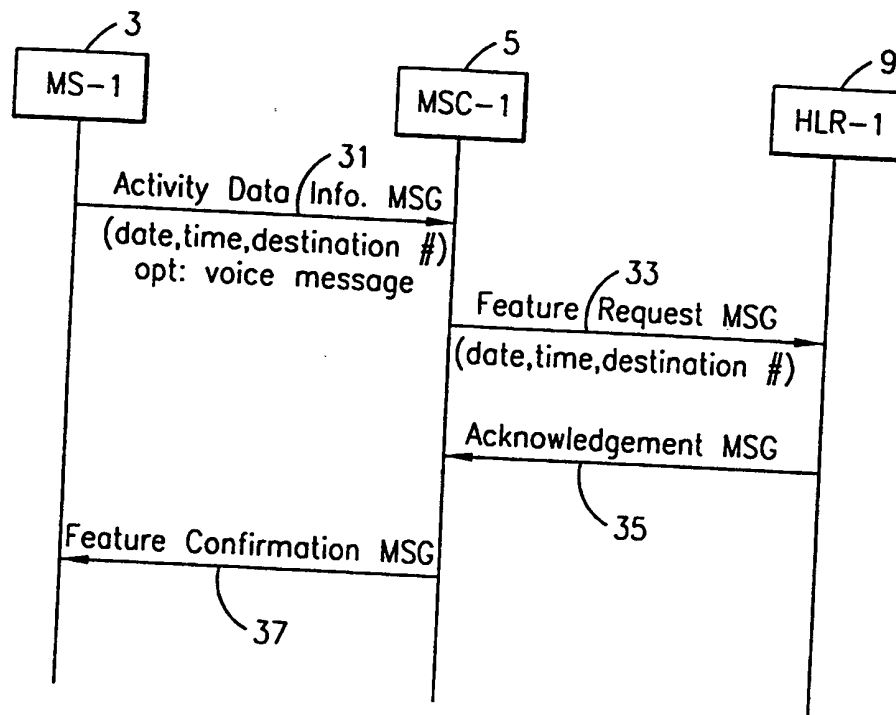 3
5
9
MS-1
MSC-1
HLR-1
31
Activity Data Info. MSG
(date,time,destination #)
opt: voice message
33
Feature Request MSG
(date,time,destination #)
Acknowledgement MSG
35
Feature Confirmation MSG
37